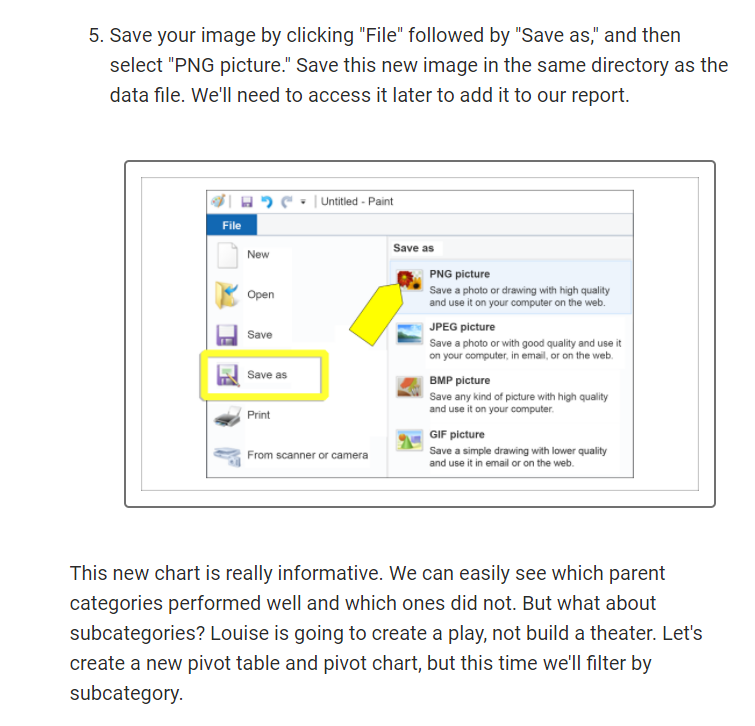 5. Save your image by clicking "File" followed by "Save as," and then
select "PNG picture." Save this new image in the same directory as the
data file. We'll need to access it later to add it to our report.
Untitled - Paint
File
New
Open
Save
Save as
Print
From scanner or camera
Save as
PNG picture
Save a photo or drawing with high quality
and use it on your computer on the web.
JPEG picture
Save a photo or with good quality and use it
on your computer, in email, or on the web.
BMP picture
Save any kind of picture with high quality
and use it on your computer.
GIF picture
Save a simple drawing with lower quality
and use it in email or on the web.
This new chart is really informative. We can easily see which parent
categories performed well and which ones did not. But what about
subcategories? Louise is going to create a play, not build a theater. Let's
create a new pivot table and pivot chart, but this time we'll filter by
subcategory.